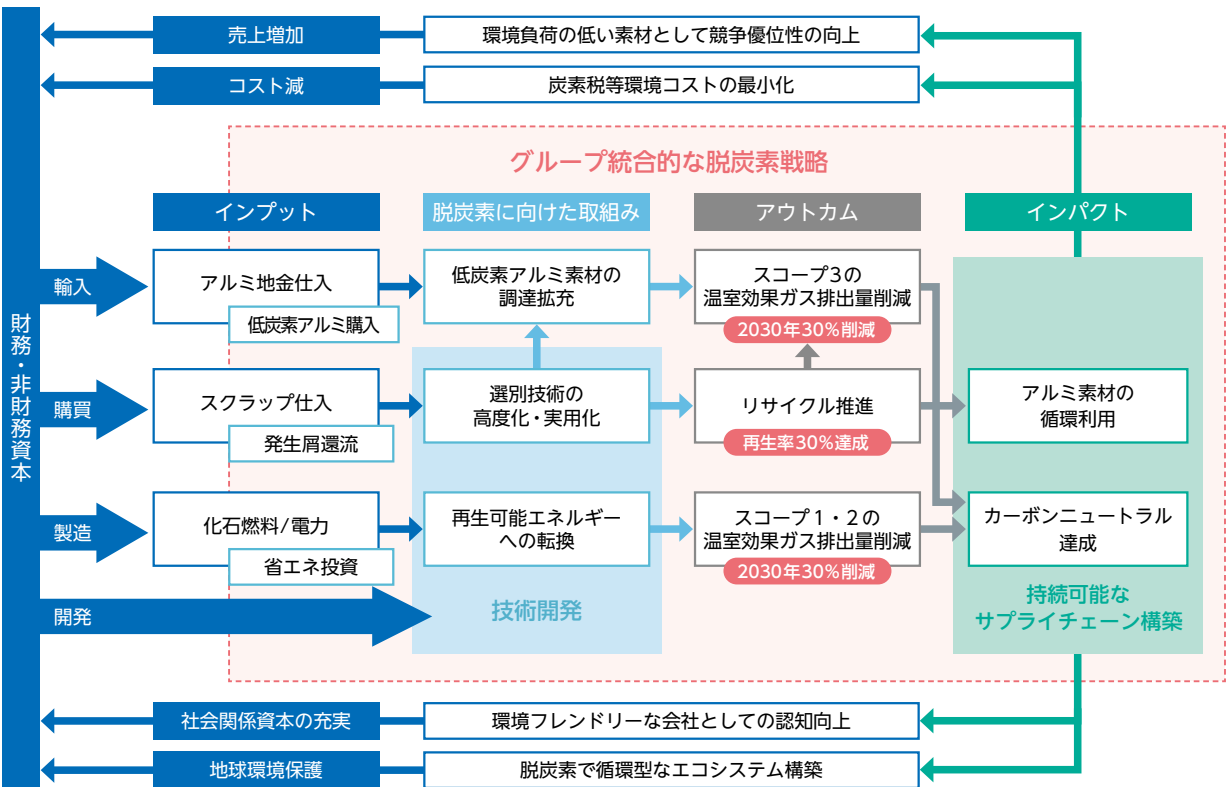 売上増加
環境負荷の低い素材として競争優位性の向上
コスト減
炭素税等環境コストの最小化
グループ統合的な脱炭素戦略
インプット
脱炭素に向けた取組み
アウトカム
インパクト
財務・非財務資本
輸入
アルミ地金仕入
低炭素アルミ購入
低炭素アルミ素材の
調達拡充
スコープ3の
温室効果ガス排出量削減
2030年30%削減
購買
スクラップ仕入
発生屑還流
選別技術の
高度化・実用化
リサイクル推進
再生率30%達成
アルミ素材の
循環利用
製造
化石燃料/電力
省エネ投資
再生可能エネルギー
への転換
スコープ1・2の
温室効果ガス排出量削減
2030年30%削減
カーボンニュートラル
達成
開発
技術開発
持続可能な
サプライチェーン構築
社会関係資本の充実
環境フレンドリーな会社としての認知向上
地球環境保護
脱炭素で循環型なエコシステム構築